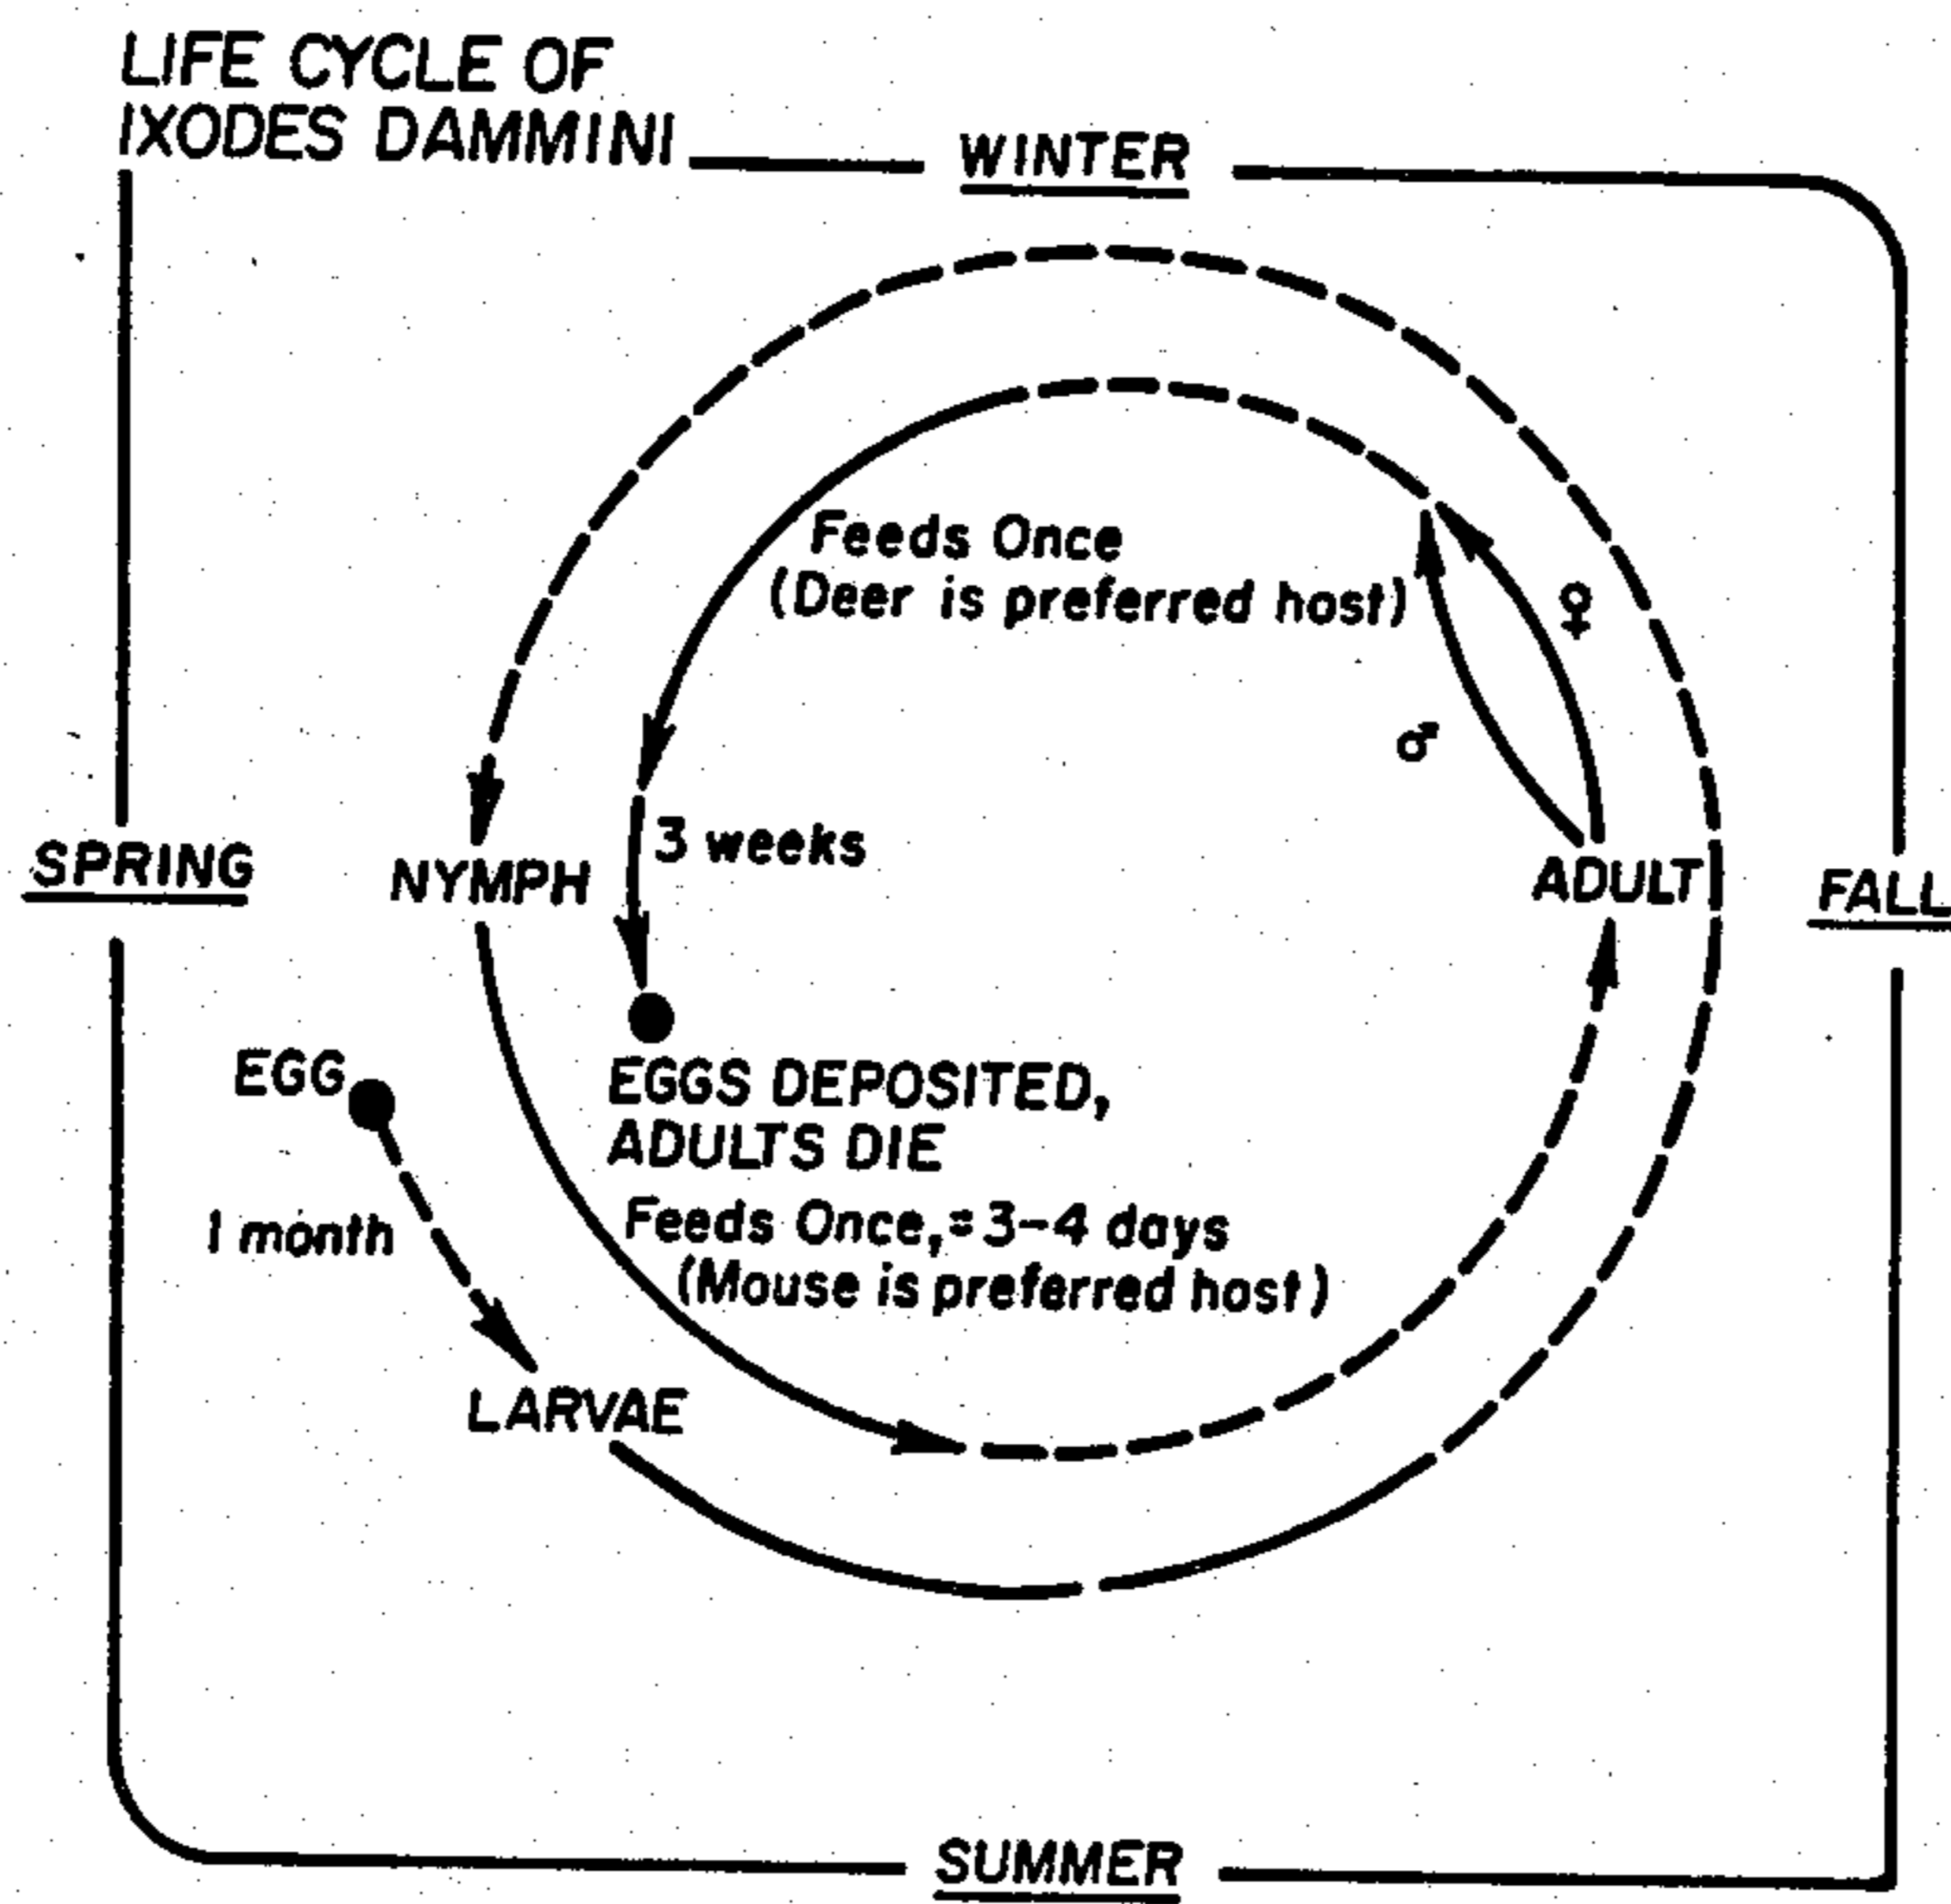 LIFE CYCLE OF
IXODES DAMMINI
WINTER
Feeds Once
(Deer is preferred host)
♀
♂
3 weeks
SPRING
NYMPH
ADULT
FALL
EGG
EGGS DEPOSITED,
ADULTS DIE
1 month
Feeds Once, ≈ 3-4 days
(Mouse is preferred host)
LARVAE
SUMMER